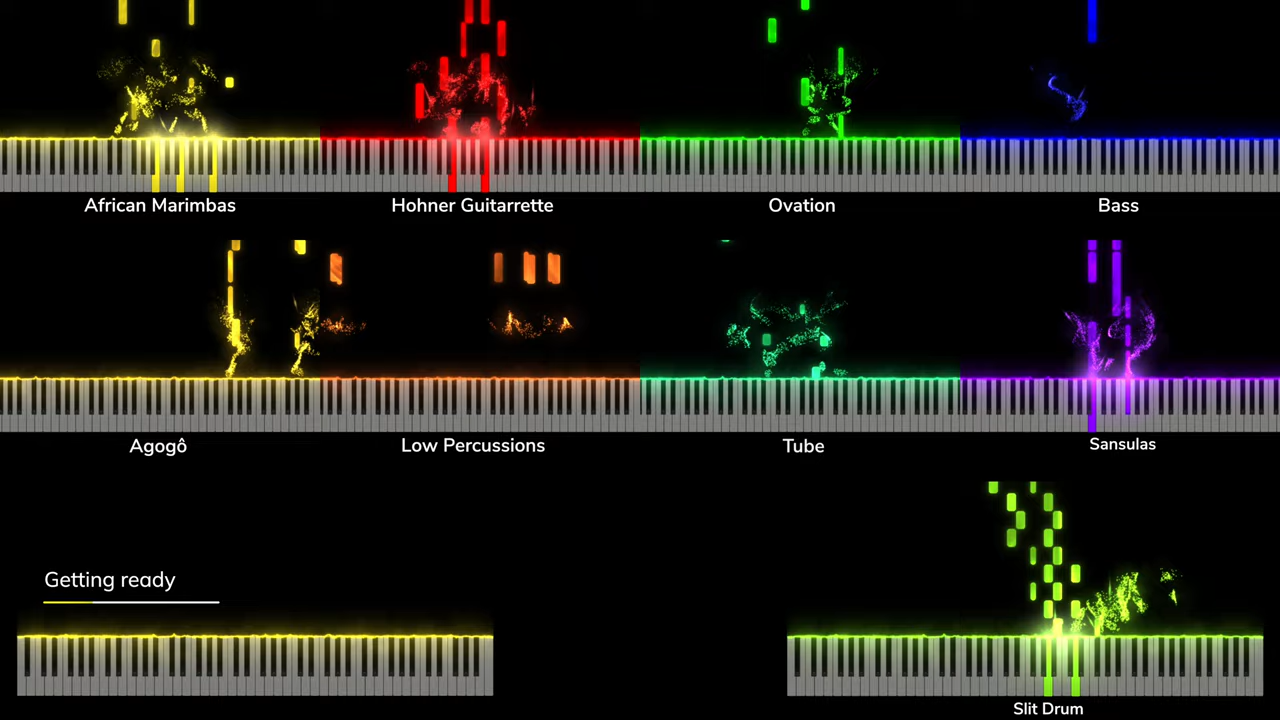 African Marimbas
Hohner Guitarrette
Ovation
Bass
Agogô
Low Percussions
Tube
Sansulas
Getting ready
Slit Drum